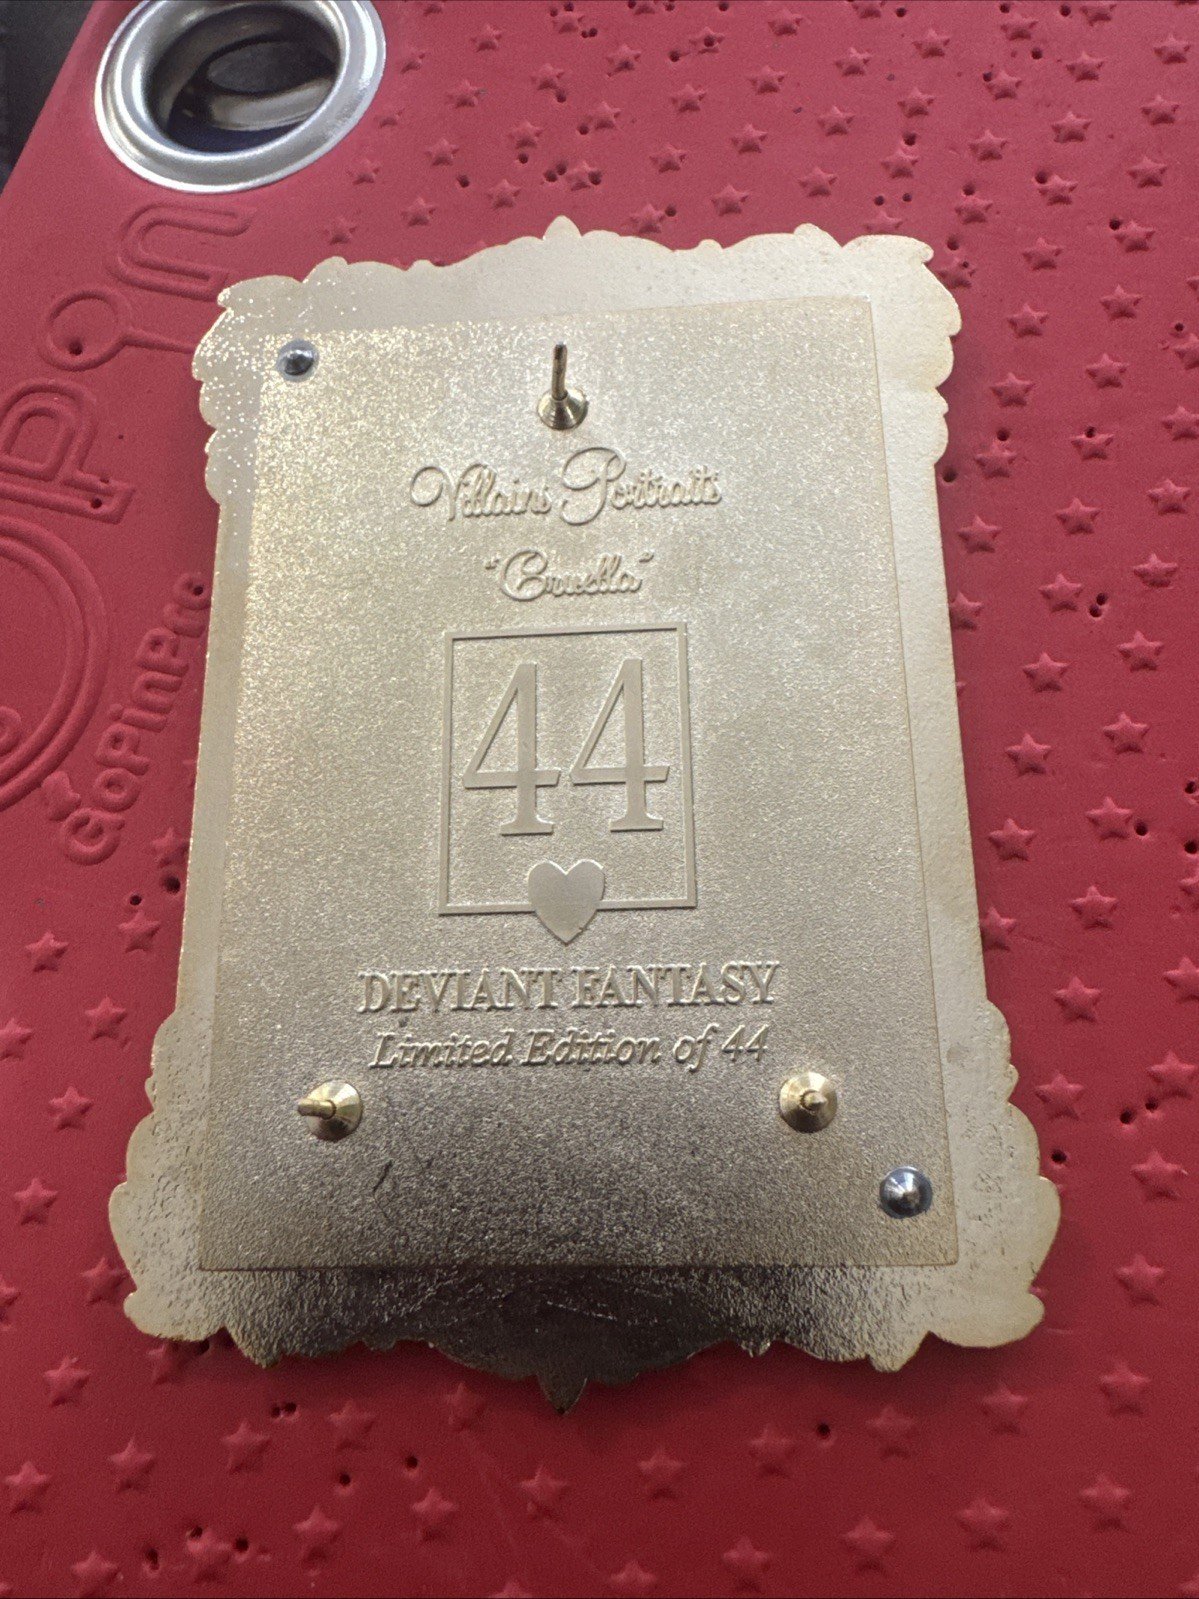 Villains Portraits
"Cruella"
44
DEVIANT FANTASY
Limited Edition of 44
GoPinPro